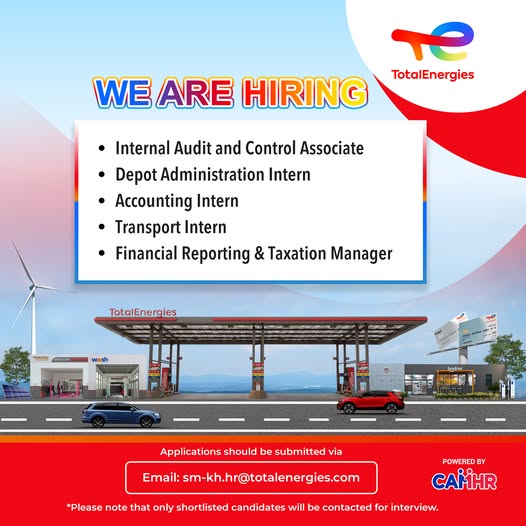 TotalEnergies
WE ARE HIRING
• Internal Audit and Control Associate
• Depot Administration Intern
• Accounting Intern
• Transport Intern
• Financial Reporting & Taxation Manager
TotalEnergies
wash
Applications should be submitted via
Email: sm-kh.hr@totalenergies.com
POWERED BY
CAMHR
*Please note that only shortlisted candidates will be contacted for interview.